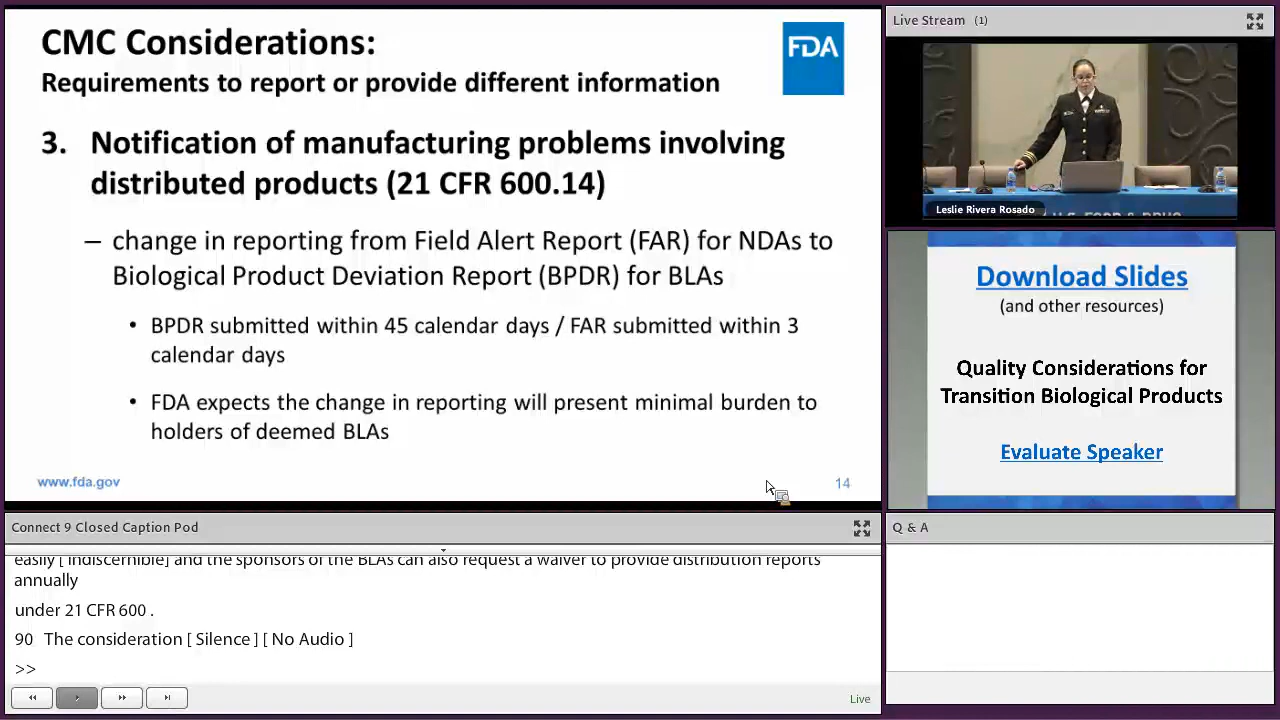 CMC Considerations:
Requirements to report or provide different information
FDA
3. Notification of manufacturing problems involving
distributed products (21 CFR 600.14)
– change in reporting from Field Alert Report (FAR) for NDAs to
Biological Product Deviation Report (BPDR) for BLAs
• BPDR submitted within 45 calendar days / FAR submitted within 3
calendar days
• FDA expects the change in reporting will present minimal burden to
holders of deemed BLAs
www.fda.gov
14
Live Stream (1)
Leslie Rivera Rosado
U.S. FOOD & DRUG
Download Slides
(and other resources)
Quality Considerations for
Transition Biological Products
Evaluate Speaker
Connect 9 Closed Caption Pod
easily [ indiscernible] and the sponsors of the BLAs can also request a waiver to provide distribution reports
annually
under 21 CFR 600 .
90 The consideration [ Silence ] [ No Audio ]
>>
Live
Q & A